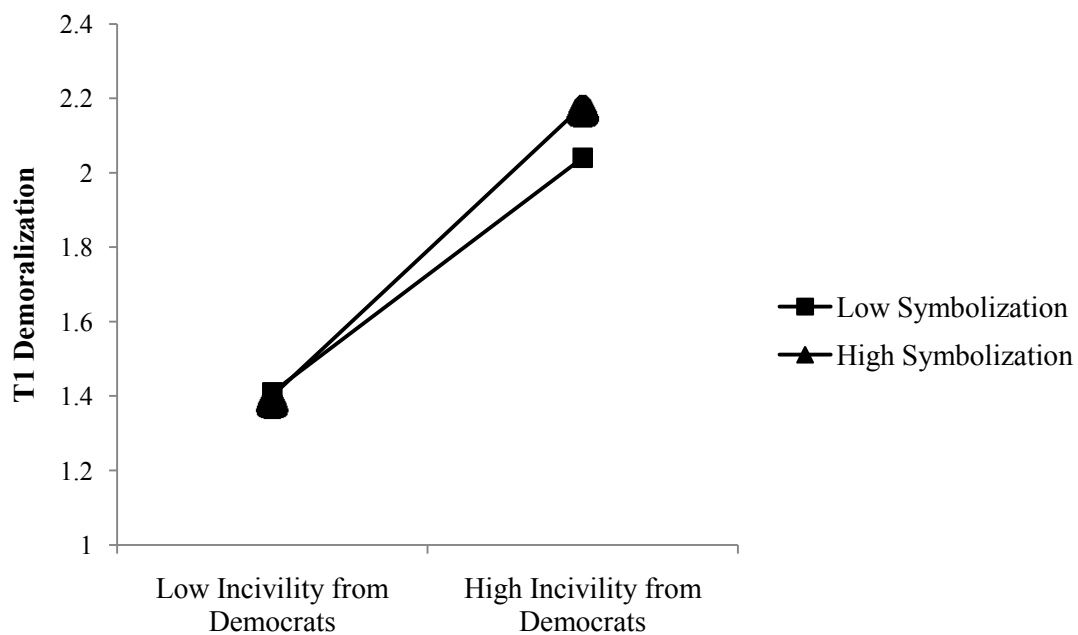 2.4
2.2
2
1.8
1.6
1.4
1.2
1
T1 Demoralization
Low Incivility from
Democrats
High Incivility from
Democrats
Low Symbolization
High Symbolization